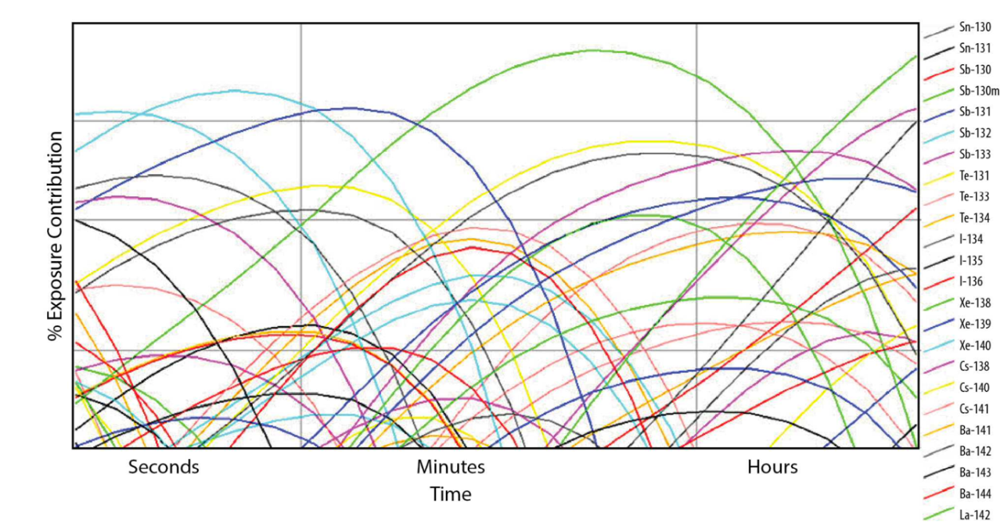 % Exposure Contribution
Seconds
Minutes
Hours
Time
Sn-130
Sn-131
Sb-130
Sb-130m
Sb-131
Sb-132
Sb-133
Te-131
Te-133
Te-134
I-134
I-135
I-136
Xe-138
Xe-139
Xe-140
Cs-138
Cs-140
Cs-141
Ba-141
Ba-142
Ba-143
Ba-144
La-142